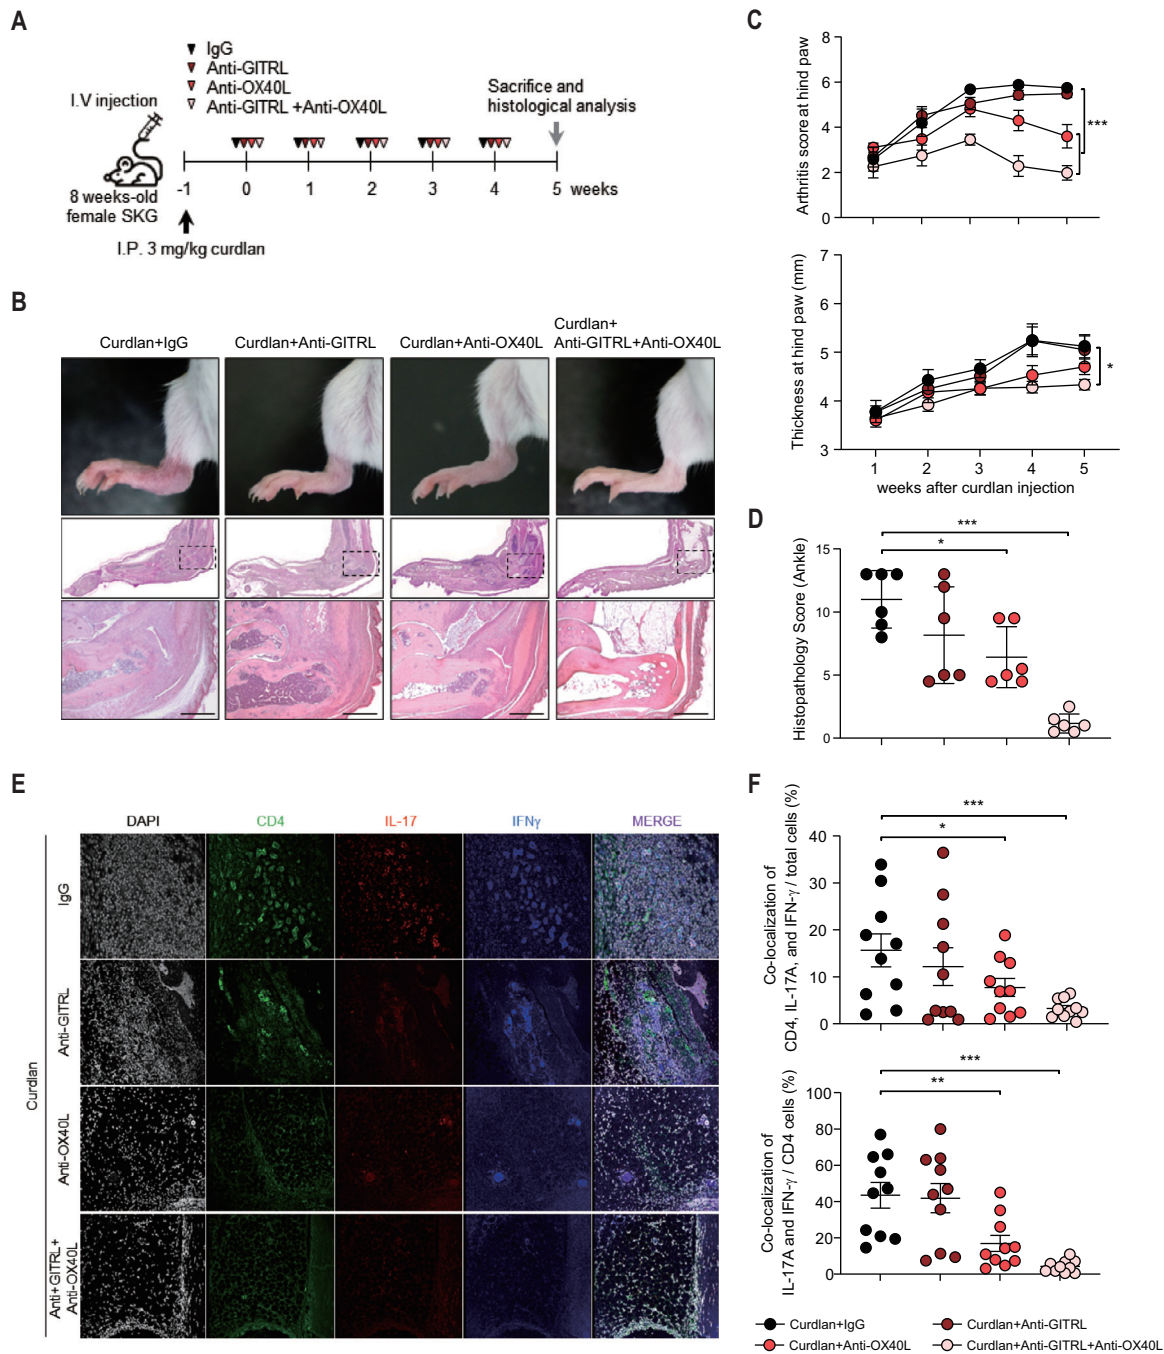 A
IgG
Anti-GITRL
Anti-OX40L
Anti-GITRL +Anti-OX40L
I.V injection
Sacrifice and
histological analysis
-1 0 1 2 3 4 5 weeks
8 weeks-old
female SKG
I.P. 3 mg/kg curdlan
B
Curdlan+IgG
Curdlan+Anti-GITRL
Curdlan+Anti-OX40L
Curdlan+
Anti-GITRL+Anti-OX40L
C
Arthritis score at hind paw
8
6
4
2
0
***
Thickness at hind paw (mm)
7
6
5
4
3
*
1 2 3 4 5
weeks after curdlan injection
D
Histopathology Score (Ankle)
15
10
5
0
***
*
E
DAPI CD4 IL-17 IFNγ MERGE
Curdlan
IgG
Anti-GITRL
Anti-OX40L
Anti+GITRL+
Anti-OX40L
F
Co-localization of
CD4, IL-17A, and IFN-γ / total cells (%)
40
30
20
10
0
***
*
Co-localization of
IL-17A and IFN-γ / CD4 cells (%)
100
80
60
40
20
0
***
**
Curdlan+IgG
Curdlan+Anti-GITRL
Curdlan+Anti-OX40L
Curdlan+Anti-GITRL+Anti-OX40L